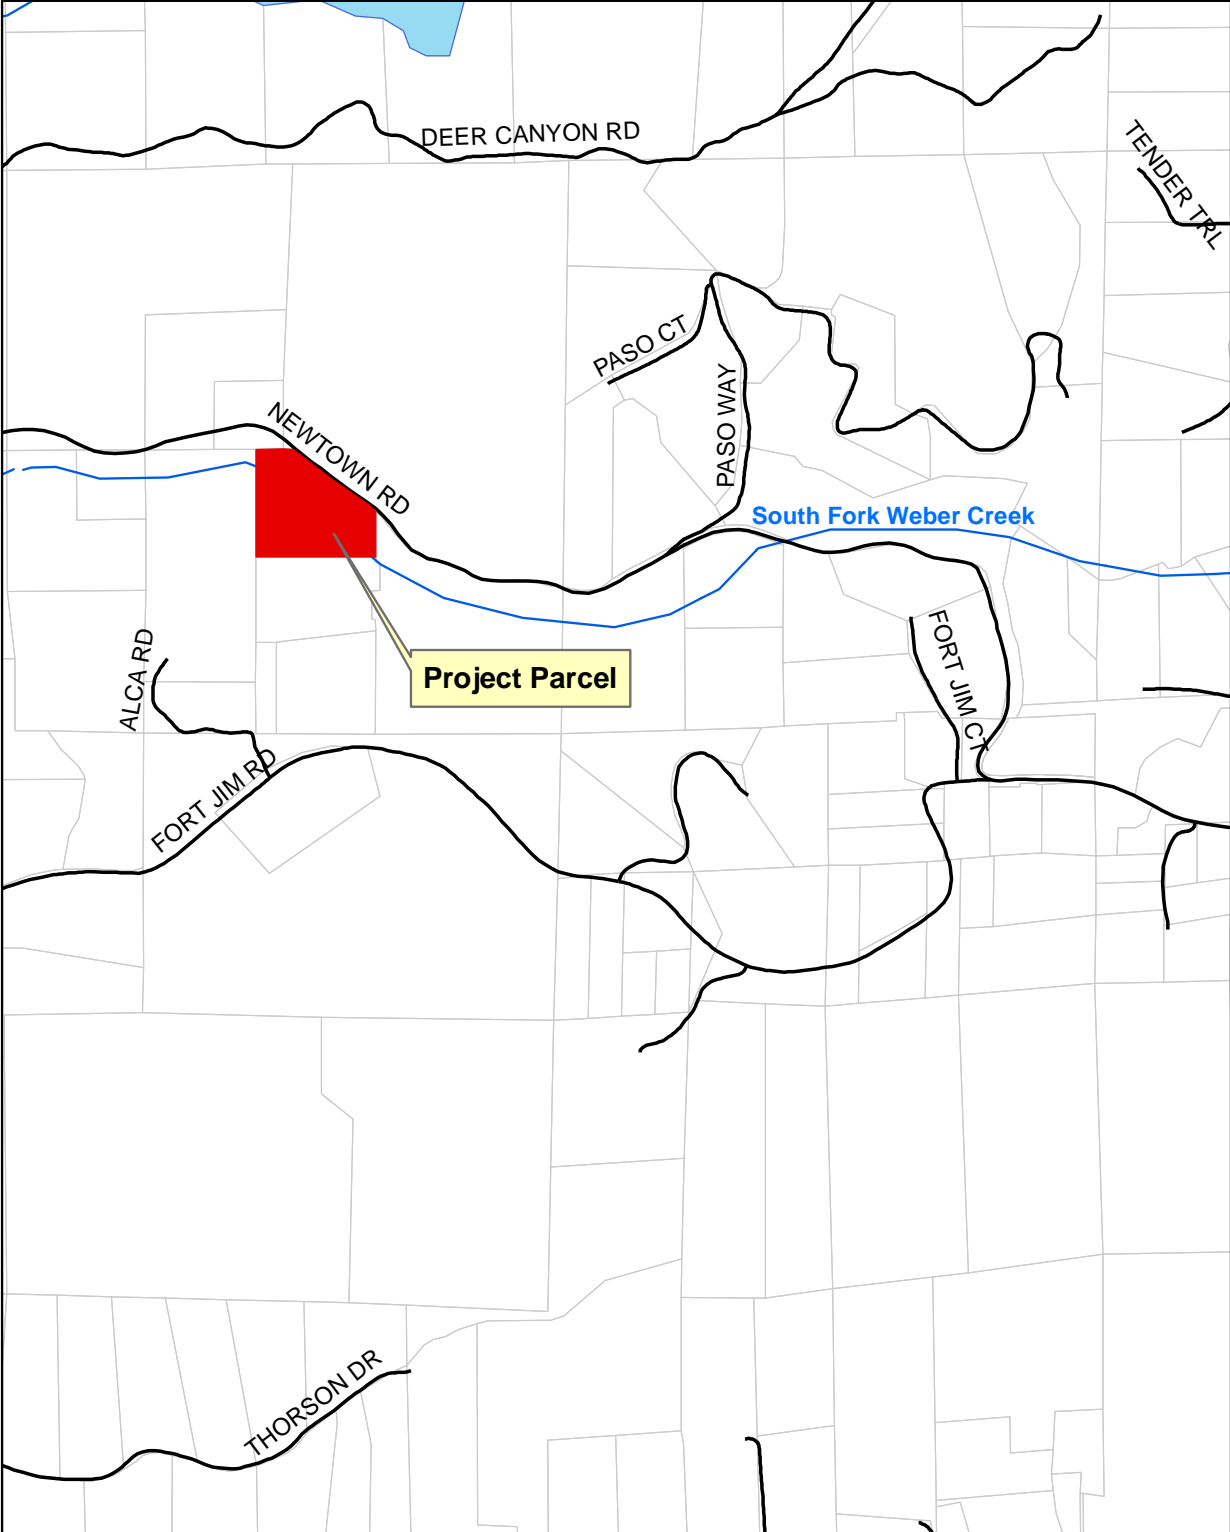 DEER CANYON RD
TENDER TRL
PASO CT
PASO WAY
NEWTOWN RD
South Fork Weber Creek
FORT JIM CT
ALCA RD
Project Parcel
FORT JIM RD
THORSON DR